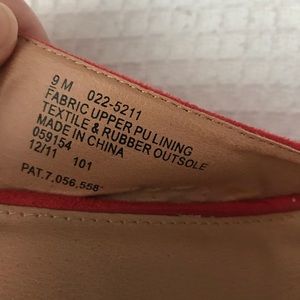 9 M 022-5211
FABRIC UPPER PU LINING
TEXTILE & RUBBER OUTSOLE
MADE IN CHINA
059154
12/11 101
PAT.7,056,558